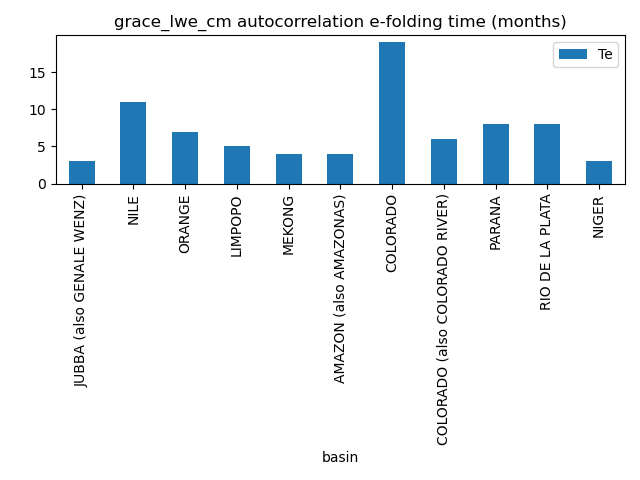 grace_lwe_cm autocorrelation e-folding time (months)
Te
15
10
5
0
JUBBA (also GENALE WENZ)
NILE
ORANGE
LIMPOPO
MEKONG
AMAZON (also AMAZONAS)
COLORADO
COLORADO (also COLORADO RIVER)
PARANA
RIO DE LA PLATA
NIGER
basin